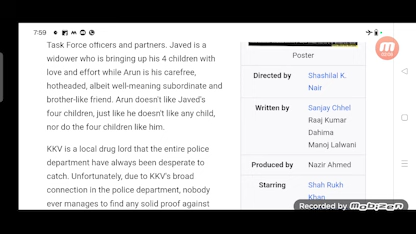 7:59
Task Force officers and partners. Javed is a
widower who is bringing up his 4 children with
love and effort while Arun is his carefree,
hotheaded, albeit well-meaning subordinate and
brother-like friend. Arun doesn't like Javed's
four children, just like he doesn't like any child,
nor do the four children like him.
KKV is a local drug lord that the entire police
department have always been desperate to
catch. Unfortunately, due to KKV's broad
connection in the police department, nobody
ever manages to find any solid proof against
Poster
Directed by Shashilal K.
Nair
Written by Sanjay Chhel
Raaj Kumar
Dahima
Manoj Lalwani
Produced by Nazir Ahmed
Starring Shah Rukh
Khan
Recorded by Mobizen